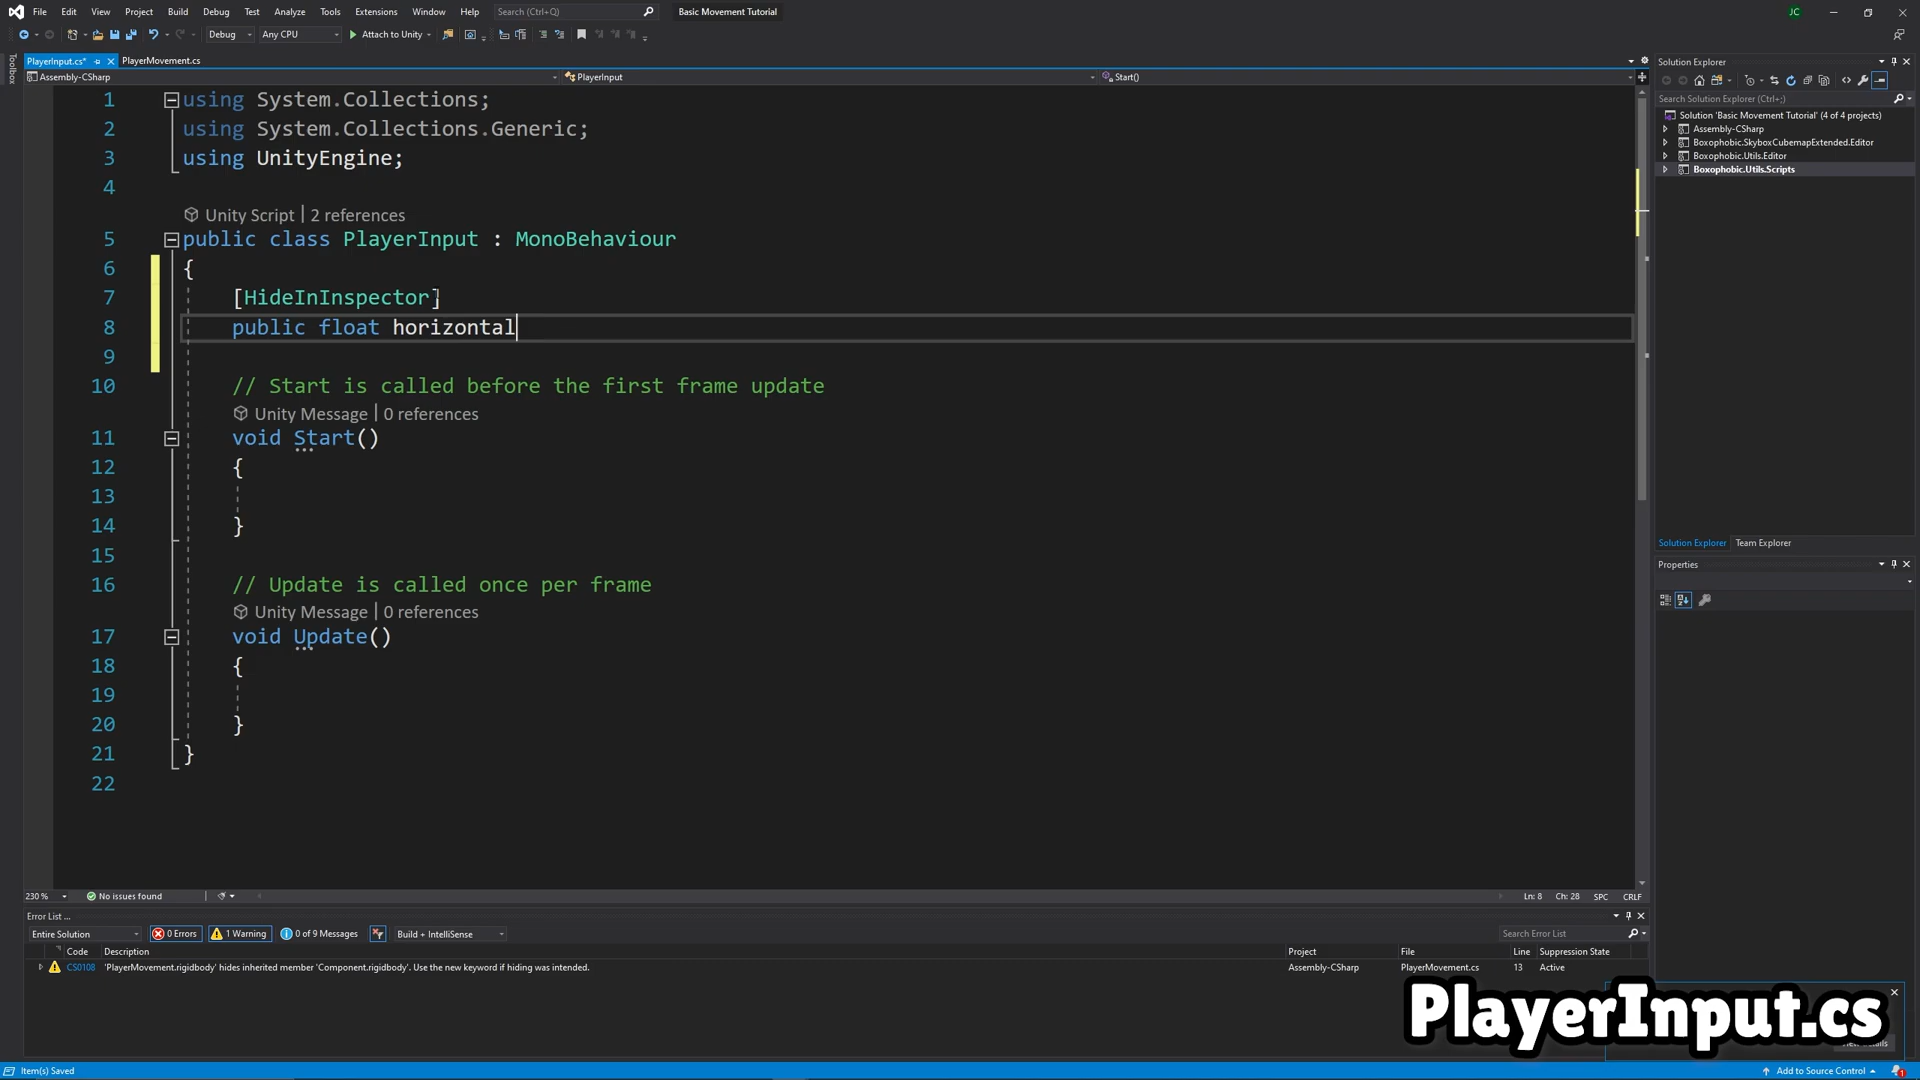 File Edit View Project Build Debug Test Analyze Tools Extensions Window Help Search (Ctrl+Q) Basic Movement Tutorial JC
Debug Any CPU Attach to Unity
Toolbox
PlayerInput.cs* PlayerMovement.cs
Assembly-CSharp PlayerInput Start()
1 using System.Collections;
2 using System.Collections.Generic;
3 using UnityEngine;
4
Unity Script | 2 references
5 public class PlayerInput : MonoBehaviour
6 {
7 [HideInInspector]
8 public float horizontal
9
10 // Start is called before the first frame update
Unity Message | 0 references
11 void Start()
12 {
13
14 }
15
16 // Update is called once per frame
Unity Message | 0 references
17 void Update()
18 {
19
20 }
21 }
22
230 % No issues found Ln: 8 Ch: 28 SPC CRLF
Solution Explorer
Search Solution Explorer (Ctrl+;)
Solution 'Basic Movement Tutorial' (4 of 4 projects)
Assembly-CSharp
Boxophobic.SkyboxCubemapExtended.Editor
Boxophobic.Utils.Editor
Boxophobic.Utils.Scripts
Solution Explorer Team Explorer
Properties
Error List ...
Entire Solution 0 Errors 1 Warning 0 of 9 Messages Build + IntelliSense Search Error List
Code Description Project File Line Suppression State
CS0108 'PlayerMovement.rigidbody' hides inherited member 'Component.rigidbody'. Use the new keyword if hiding was intended. Assembly-CSharp PlayerMovement.cs 13 Active
PlayerInput.cs
Item(s) Saved Add to Source Control 1